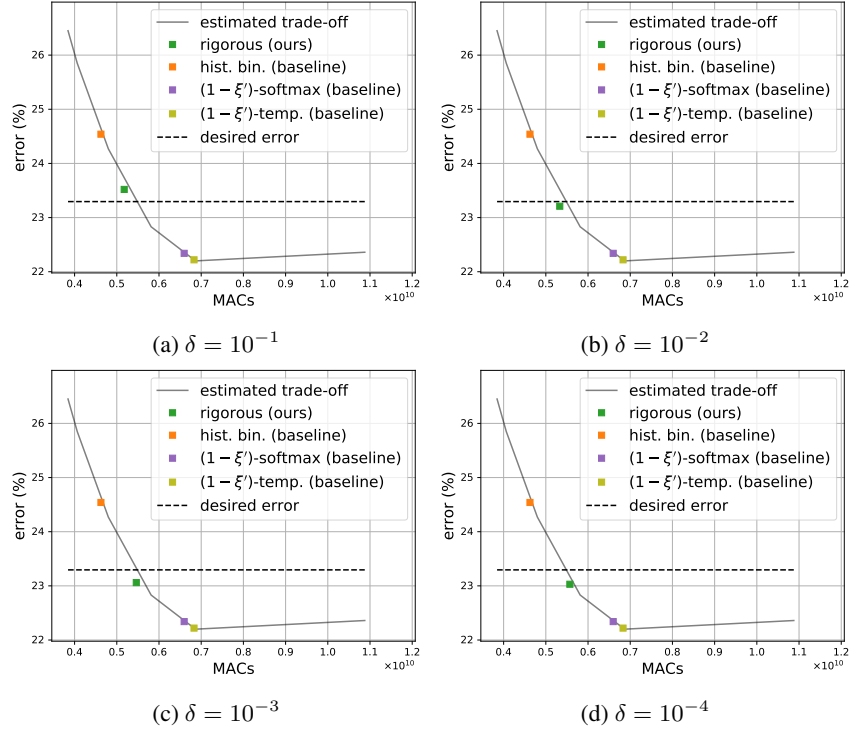 estimated trade-off
rigorous (ours)
hist. bin. (baseline)
(1−ξ′)-softmax (baseline)
(1−ξ′)-temp. (baseline)
desired error
error (%)
26
25
24
23
22
0.4 0.5 0.6 0.7 0.8 0.9 1.0 1.1 1.2
×10¹⁰
MACs
(a) δ = 10⁻¹
estimated trade-off
rigorous (ours)
hist. bin. (baseline)
(1−ξ′)-softmax (baseline)
(1−ξ′)-temp. (baseline)
desired error
error (%)
26
25
24
23
22
0.4 0.5 0.6 0.7 0.8 0.9 1.0 1.1 1.2
×10¹⁰
MACs
(b) δ = 10⁻²
estimated trade-off
rigorous (ours)
hist. bin. (baseline)
(1−ξ′)-softmax (baseline)
(1−ξ′)-temp. (baseline)
desired error
error (%)
26
25
24
23
22
0.4 0.5 0.6 0.7 0.8 0.9 1.0 1.1 1.2
×10¹⁰
MACs
(c) δ = 10⁻³
estimated trade-off
rigorous (ours)
hist. bin. (baseline)
(1−ξ′)-softmax (baseline)
(1−ξ′)-temp. (baseline)
desired error
error (%)
26
25
24
23
22
0.4 0.5 0.6 0.7 0.8 0.9 1.0 1.1 1.2
×10¹⁰
MACs
(d) δ = 10⁻⁴